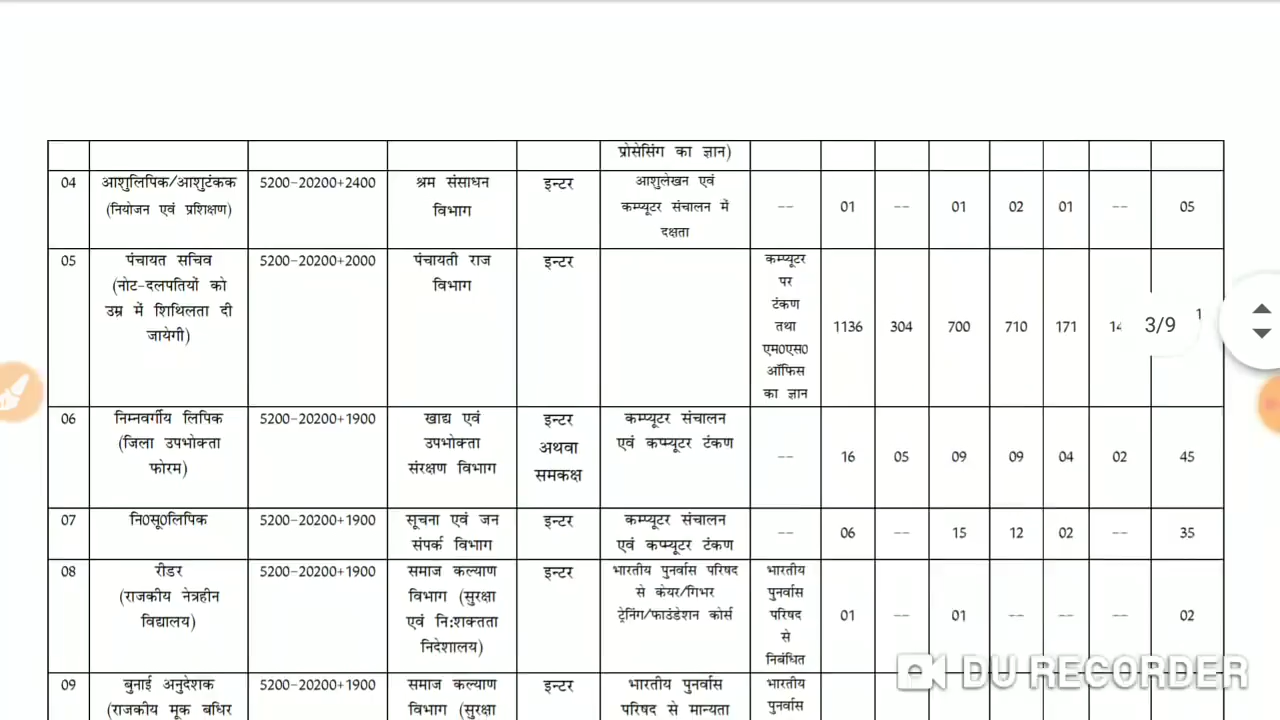 प्रोसेसिंग का ज्ञान)
04 आशुलिपिक/आशुटंकक (नियोजन एवं प्रशिक्षण) 5200-20200+2400 श्रम संसाधन विभाग इन्टर आशुलेखन एवं कम्प्यूटर संचालन में दक्षता -- 01 -- 01 02 01 -- 05
05 पंचायत सचिव (नोट-दलपतियों को उम्र में शिथिलता दी जायेगी) 5200-20200+2000 पंचायती राज विभाग इन्टर कम्प्यूटर पर टंकण तथा एम0एस0 ऑफिस का ज्ञान 1136 304 700 710 171
3/9
06 निम्नवर्गीय लिपिक (जिला उपभोक्ता फोरम) 5200-20200+1900 खाद्य एवं उपभोक्ता संरक्षण विभाग इन्टर अथवा समकक्ष कम्प्यूटर संचालन एवं कम्प्यूटर टंकण -- 16 05 09 09 04 02 45
07 नि0सू0लिपिक 5200-20200+1900 सूचना एवं जन संपर्क विभाग इन्टर कम्प्यूटर संचालन एवं कम्प्यूटर टंकण -- 06 -- 15 12 02 -- 35
08 रीडर (राजकीय नेत्रहीन विद्यालय) 5200-20200+1900 समाज कल्याण विभाग (सुरक्षा एवं नि:शक्तता निदेशालय) इन्टर भारतीय पुनर्वास परिषद से केयर/गिभर ट्रेनिंग/फाउंडेशन कोर्स भारतीय पुनर्वास परिषद से निबंधित 01 -- 01 -- -- -- 02
09 बुनाई अनुदेशक (राजकीय मूक बधिर 5200-20200+1900 समाज कल्याण विभाग (सुरक्षा इन्टर भारतीय पुनर्वास परिषद से मान्यता भारतीय पुनर्वास
DU RECORDER